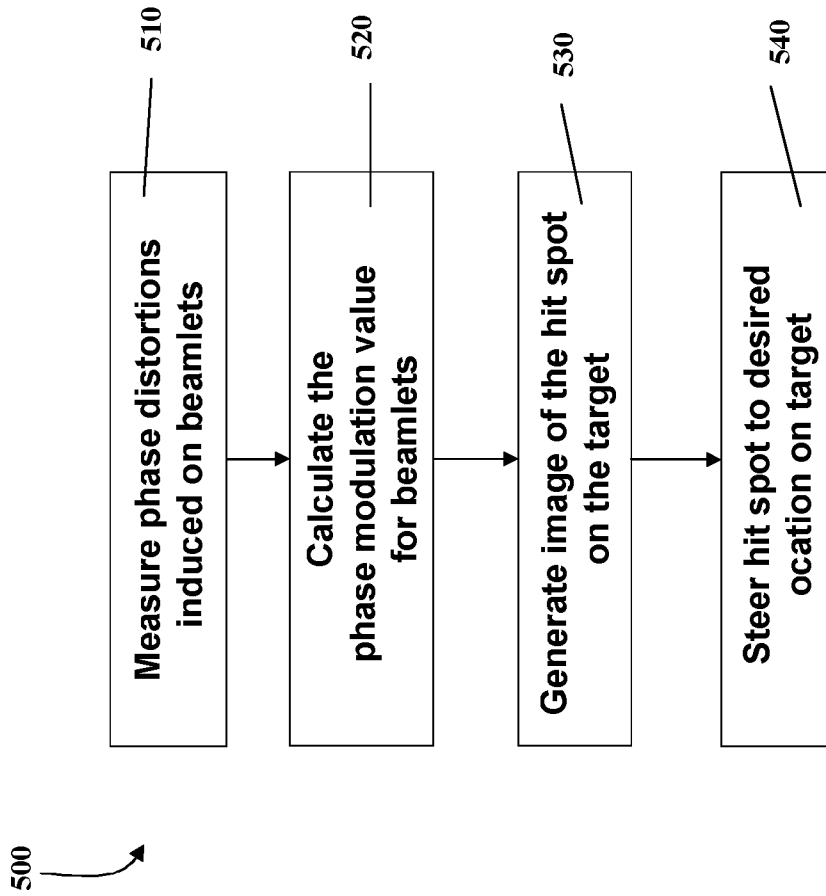 500
Measure phase distortions
induced on beamlets
510
Calculate the
phase modulation value
for beamlets
520
Generate image of the hit spot
on the target
530
Steer hit spot to desired
ocation on target
540